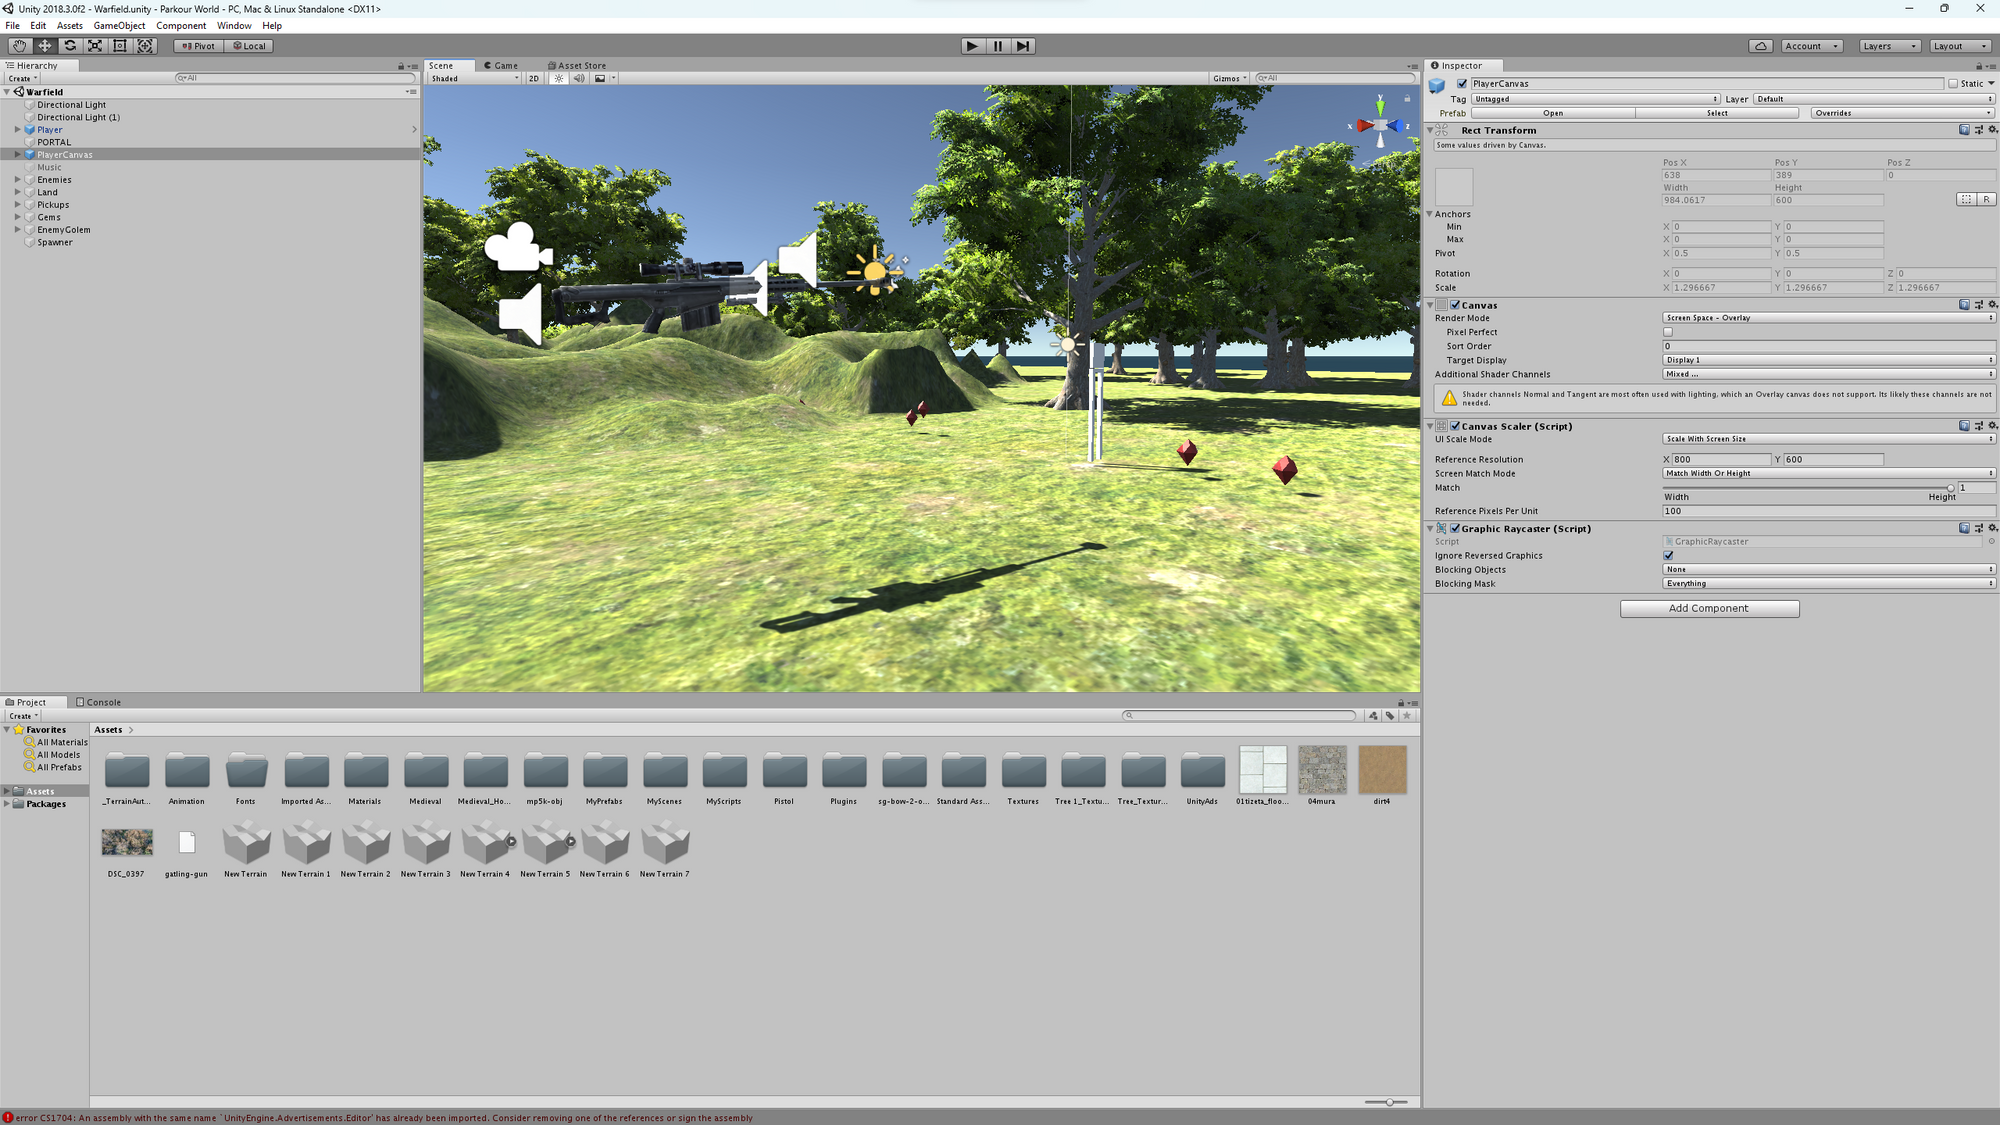 Unity 2018.3.0f2 - Warfield.unity - Parkour World - PC, Mac & Linux Standalone <DX11>
File Edit Assets GameObject Component Window Help
Pivot Local Account Layers Layout
Hierarchy
Create All
Warfield
Directional Light
Directional Light (1)
Player
PORTAL
PlayerCanvas
Music
Enemies
Land
Pickups
Gems
EnemyGolem
Spawner
Scene Game Asset Store
Shaded 2D Gizmos All
y
x z
Inspector
PlayerCanvas Static
Tag Untagged Layer Default
Prefab Open Select Overrides
Rect Transform
Some values driven by Canvas.
Pos X Pos Y Pos Z
638 389 0
Width Height
984.0617 600
R
Anchors
Min X 0 Y 0
Max X 0 Y 0
Pivot X 0.5 Y 0.5
Rotation X 0 Y 0 Z 0
Scale X 1.296667 Y 1.296667 Z 1.296667
Canvas
Render Mode Screen Space - Overlay
Pixel Perfect
Sort Order 0
Target Display Display 1
Additional Shader Channels Mixed ...
Shader channels Normal and Tangent are most often used with lighting, which an Overlay canvas does not support. Its likely these channels are not
needed.
Canvas Scaler (Script)
UI Scale Mode Scale With Screen Size
Reference Resolution X 800 Y 600
Screen Match Mode Match Width Or Height
Match 1
Width Height
Reference Pixels Per Unit 100
Graphic Raycaster (Script)
Script GraphicRaycaster
Ignore Reversed Graphics
Blocking Objects None
Blocking Mask Everything
Add Component
Project Console
Create
Favorites
All Materials
All Models
All Prefabs
Assets
Packages
Assets
_TerrainAut... Animation Fonts Imported As... Materials Medieval Medieval_Ho... mp5k-obj MyPrefabs MyScenes MyScripts Pistol Plugins sg-bow-2-o... Standard Ass... Textures Tree 1_Textu... Tree_Textur... UnityAds 01tizeta_floo... 04mura dirt4
DSC_0397 gatling-gun New Terrain New Terrain 1 New Terrain 2 New Terrain 3 New Terrain 4 New Terrain 5 New Terrain 6 New Terrain 7
error CS1704: An assembly with the same name `UnityEngine.Advertisements.Editor' has already been imported. Consider removing one of the references or sign the assembly